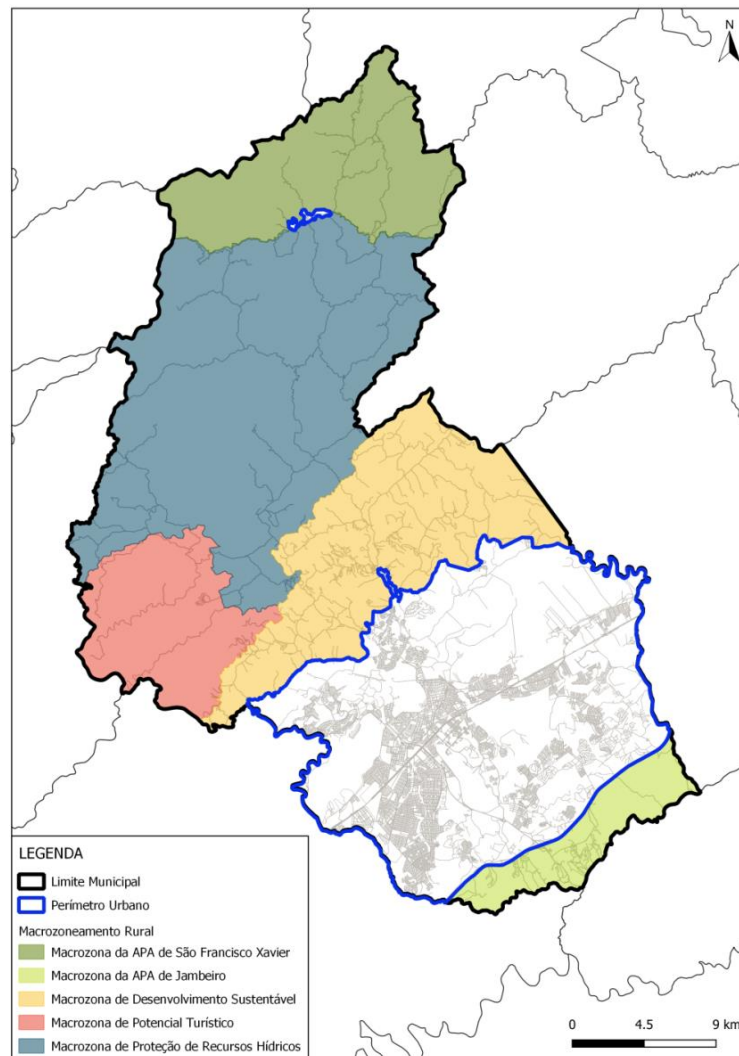 N
LEGENDA
Limite Municipal
Perímetro Urbano
Macrozoneamento Rural
Macrozona da APA de São Francisco Xavier
Macrozona da APA de Jambeiro
Macrozona de Desenvolvimento Sustentável
Macrozona de Potencial Turístico
Macrozona de Proteção de Recursos Hídricos
0 4.5 9 km